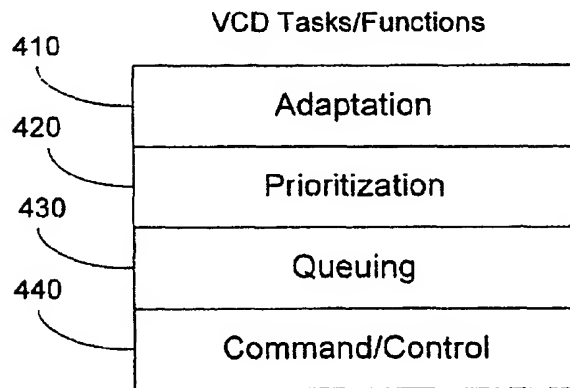 VCD Tasks/Functions
410
Adaptation
420
Prioritization
430
Queuing
440
Command/Control